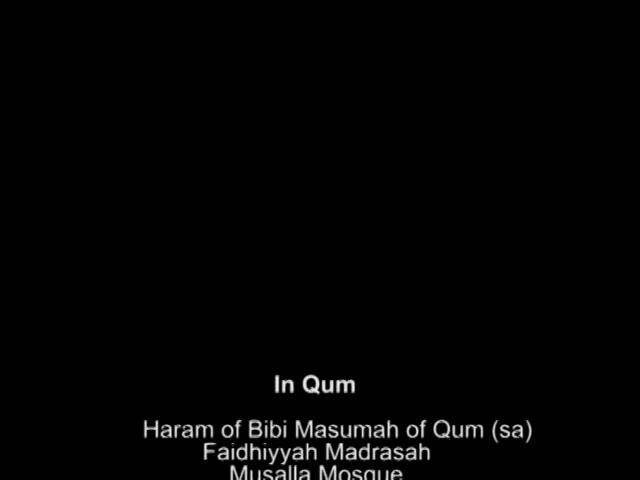 In Qum
Haram of Bibi Masumah of Qum (sa)
Faidhiyyah Madrasah
Musalla Mosque